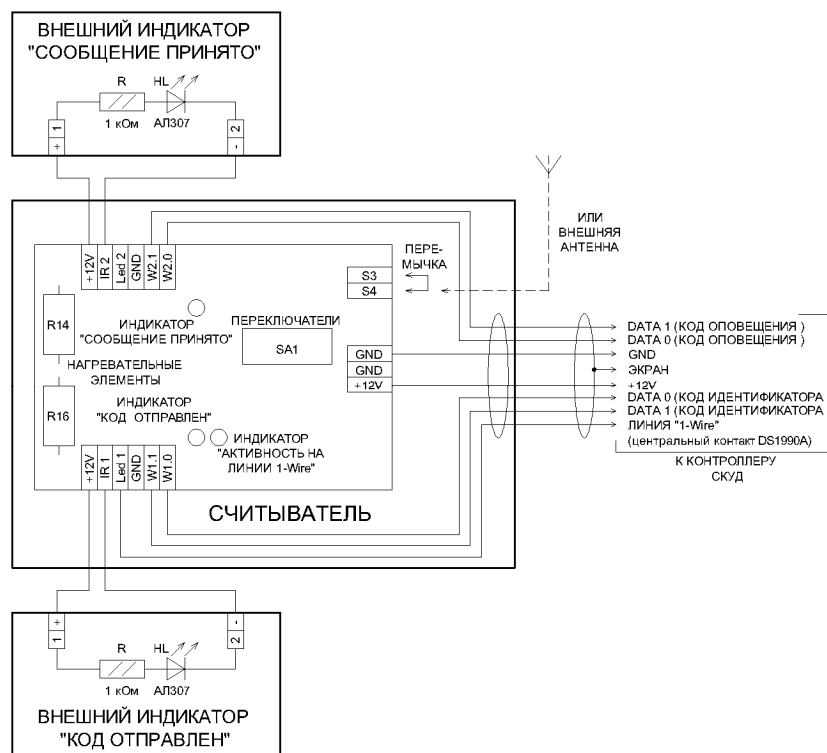 ВНЕШНИЙ ИНДИКАТОР
"СООБЩЕНИЕ ПРИНЯТО"
R
HL
1 кОм
АЛ307
1
+
2
-
+12V
IR 2
Led 2
GND
W2.1
W2.0
ПЕРЕ-
МЫЧКА
S3
S4
ИЛИ
ВНЕШНЯЯ
АНТЕННА
R14
ИНДИКАТОР
"СООБЩЕНИЕ ПРИНЯТО"
ПЕРЕКЛЮЧАТЕЛИ
SA1
НАГРЕВАТЕЛЬНЫЕ
ЭЛЕМЕНТЫ
GND
GND
+12V
R16
ИНДИКАТОР
"КОД ОТПРАВЛЕН"
ИНДИКАТОР
"АКТИВНОСТЬ НА
ЛИНИИ 1-Wire"
+12V
IR 1
Led 1
GND
W1.1
W1.0
СЧИТЫВАТЕЛЬ
DATA 1 (КОД ОПОВЕЩЕНИЯ )
DATA 0 (КОД ОПОВЕЩЕНИЯ )
GND
ЭКРАН
+12V
DATA 0 (КОД ИДЕНТИФИКАТОРА
DATA 1 (КОД ИДЕНТИФИКАТОРА
ЛИНИЯ "1-Wire"
(центральный контакт DS1990A)
К КОНТРОЛЛЕРУ
СКУД
1
+
2
-
R
HL
1 кОм
АЛ307
ВНЕШНИЙ ИНДИКАТОР
"КОД ОТПРАВЛЕН"